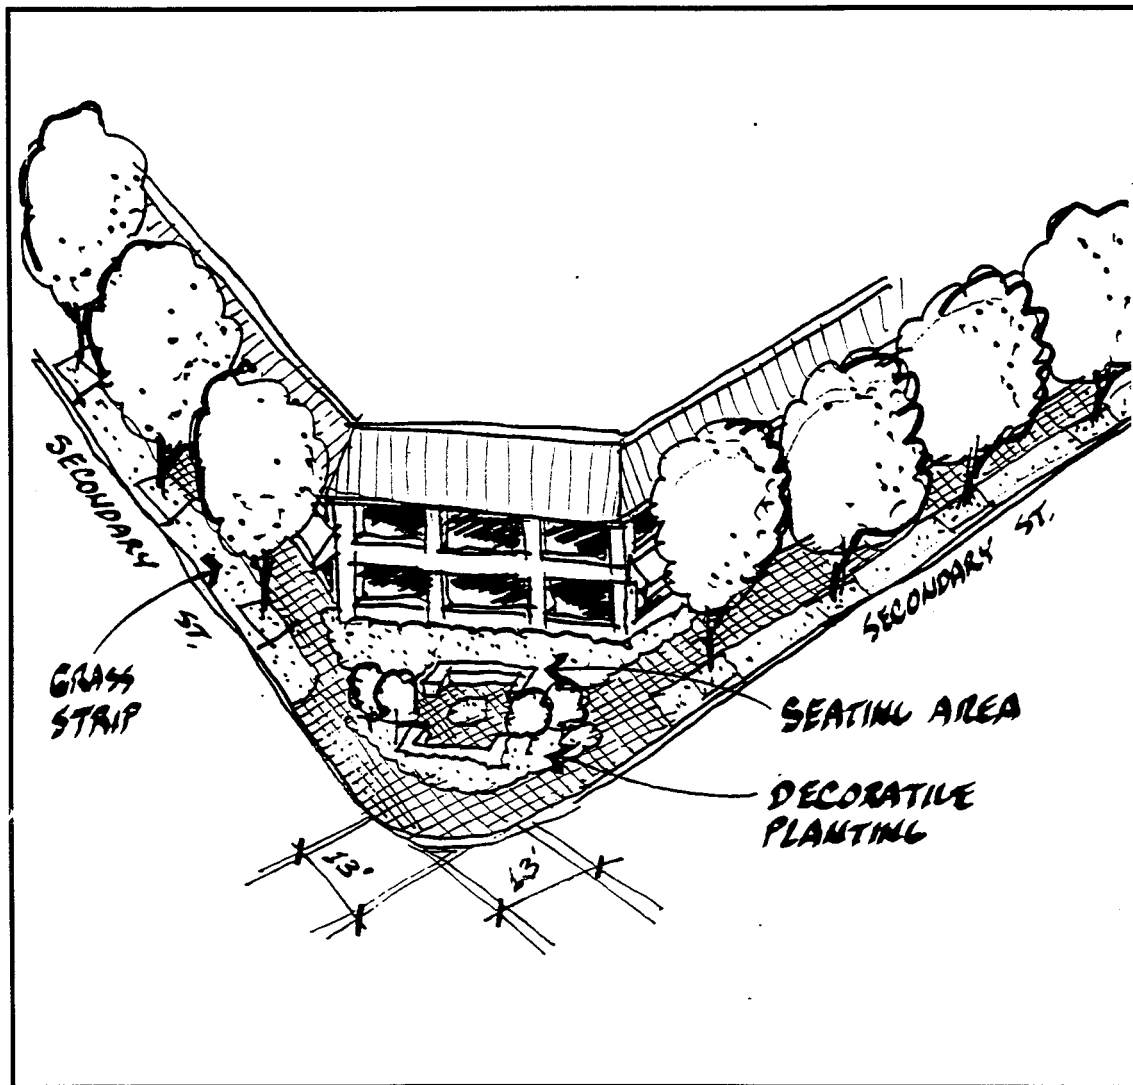 SECONDARY ST.
SECONDARY ST.
GRASS
STRIP
SEATING AREA
DECORATIVE
PLANTING
13'
13'